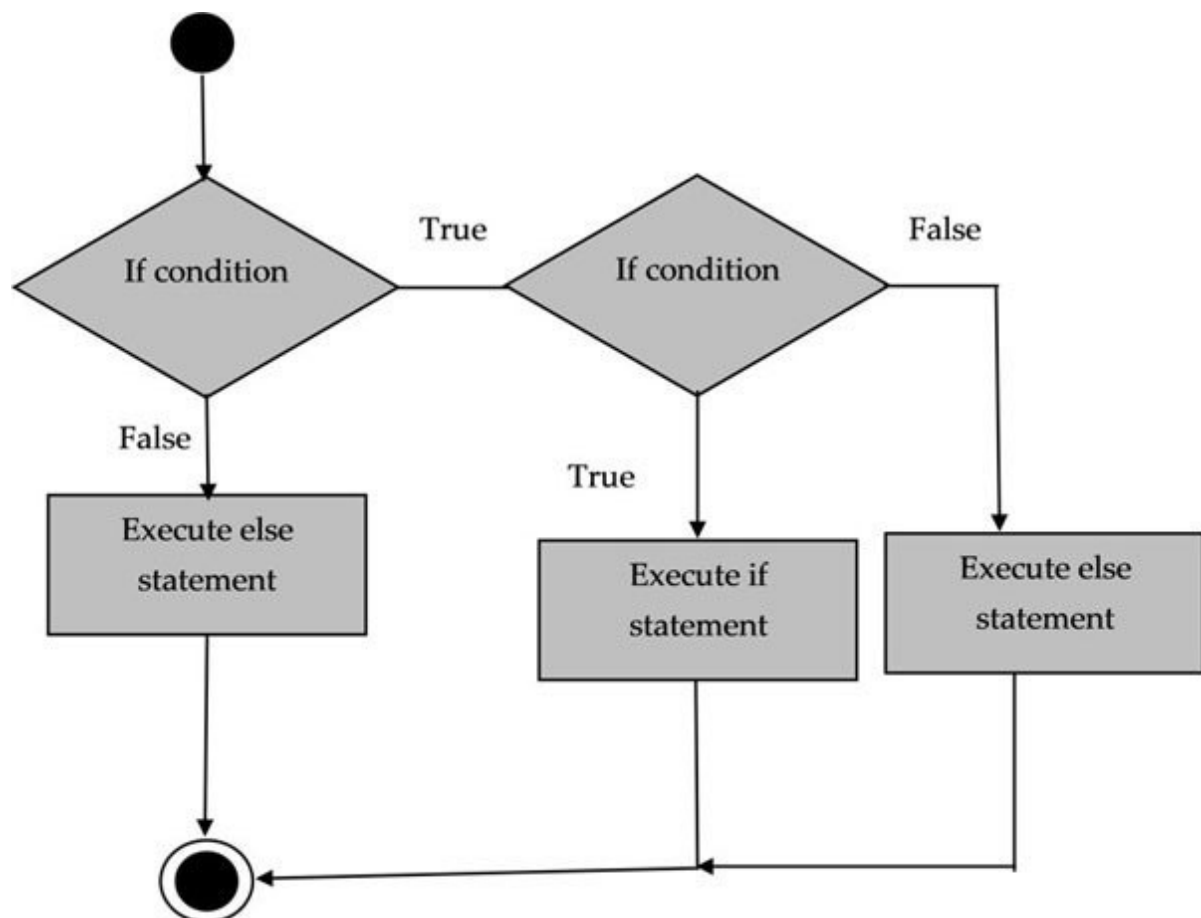 True
False
If condition
If condition
False
True
Execute else
statement
Execute if
statement
Execute else
statement